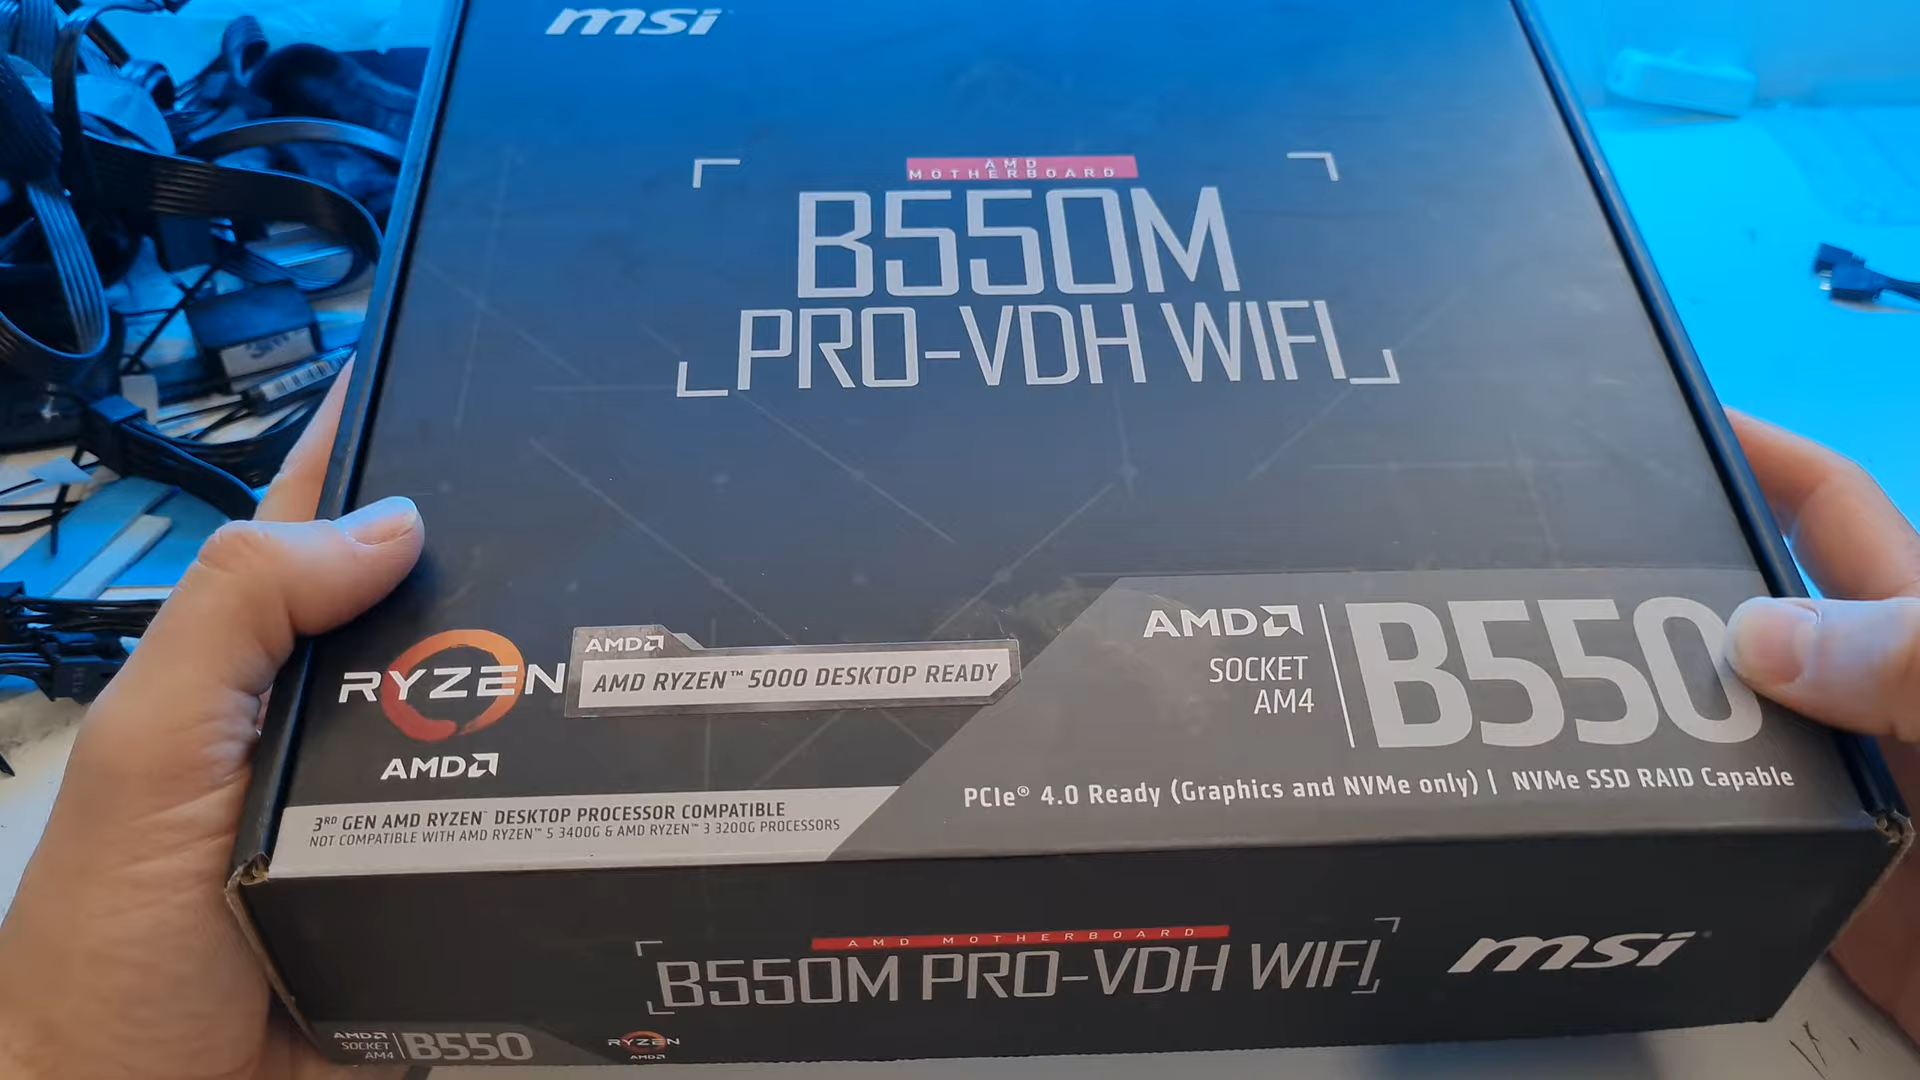 msi
AMD
MOTHERBOARD
B550M
PRO-VDH WIFI
RYZEN
AMD
AMD
AMD RYZEN™ 5000 DESKTOP READY
AMD
SOCKET
AM4
B550
PCIe® 4.0 Ready (Graphics and NVMe only) | NVMe SSD RAID Capable
3RD GEN AMD RYZEN™ DESKTOP PROCESSOR COMPATIBLE
NOT COMPATIBLE WITH AMD RYZEN™ 5 3400G & AMD RYZEN™ 3 3200G PROCESSORS
AMD MOTHERBOARD
B550M PRO-VDH WIFI
msi
AMD
SOCKET
AM4
B550
RYZEN
AMD